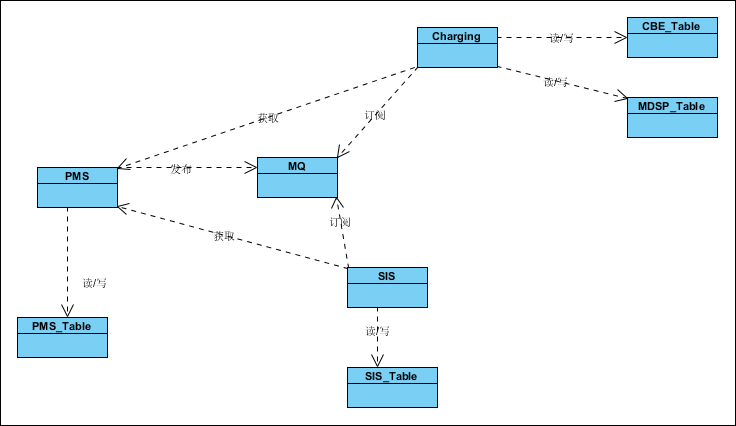 CBE_Table
Charging
读/写
读/写
MDSP_Table
获取
订阅
MQ
发布
PMS
订阅
获取
SIS
读/写
PMS_Table
读/写
SIS_Table